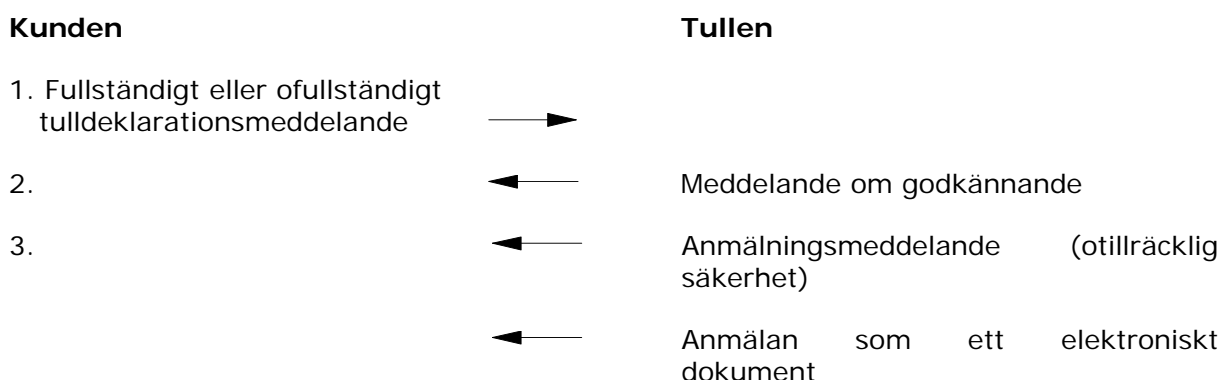 Kunden Tullen
1. Fullständigt eller ofullständigt
tulldeklarationsmeddelande
2. Meddelande om godkännande
3. Anmälningsmeddelande (otillräcklig
säkerhet)
Anmälan som ett elektroniskt
dokument